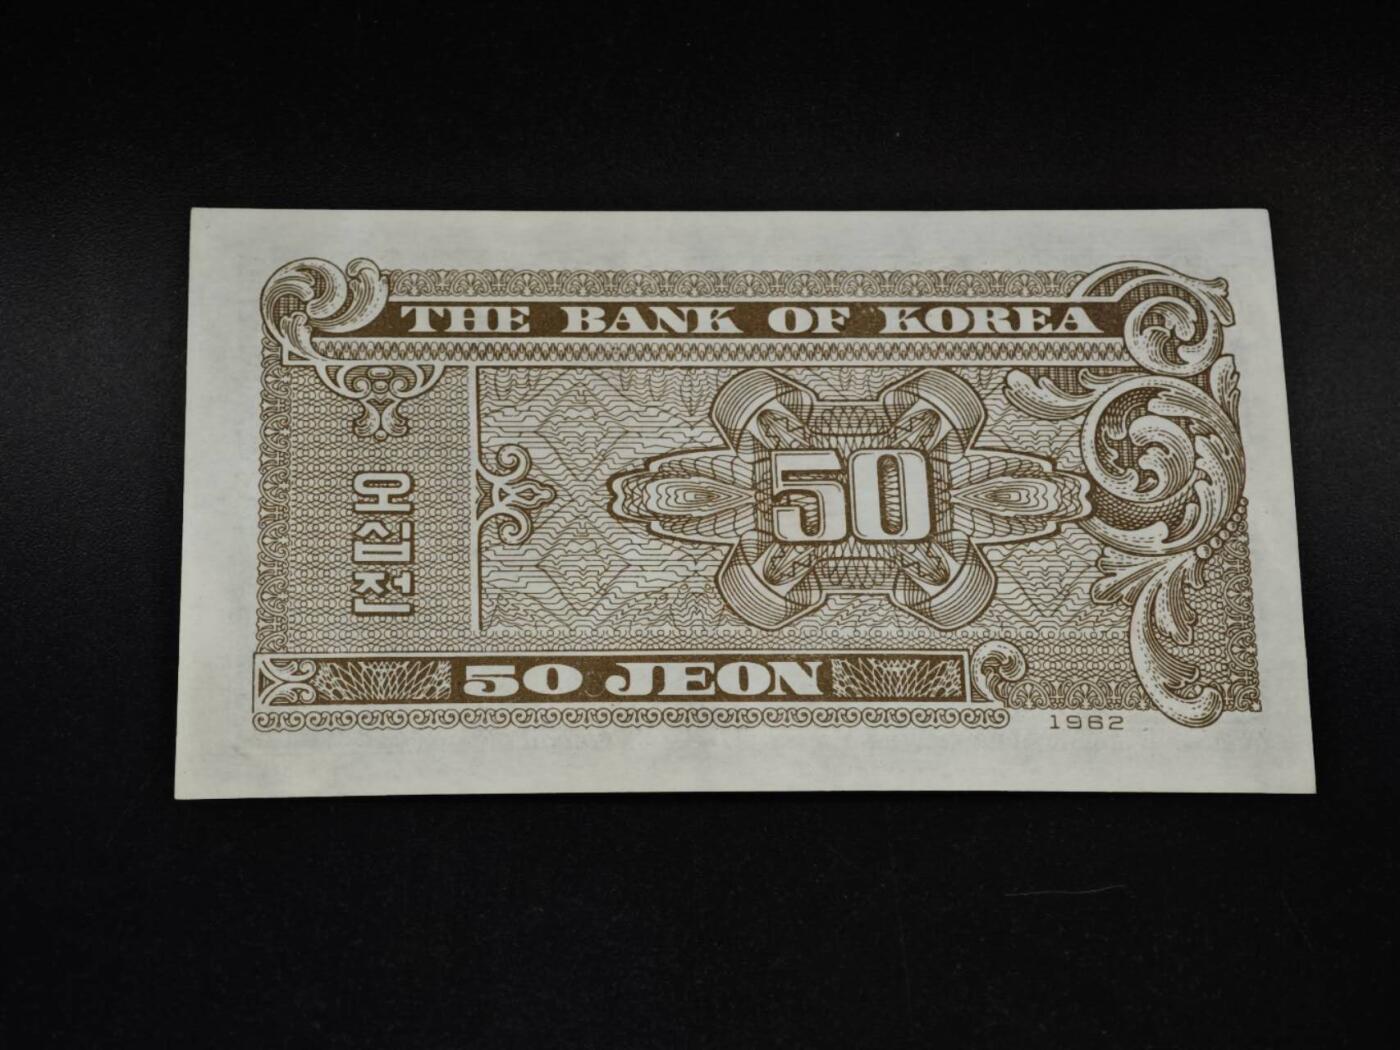 THE BANK OF KOREA
오십전
50
50 JEON
1962